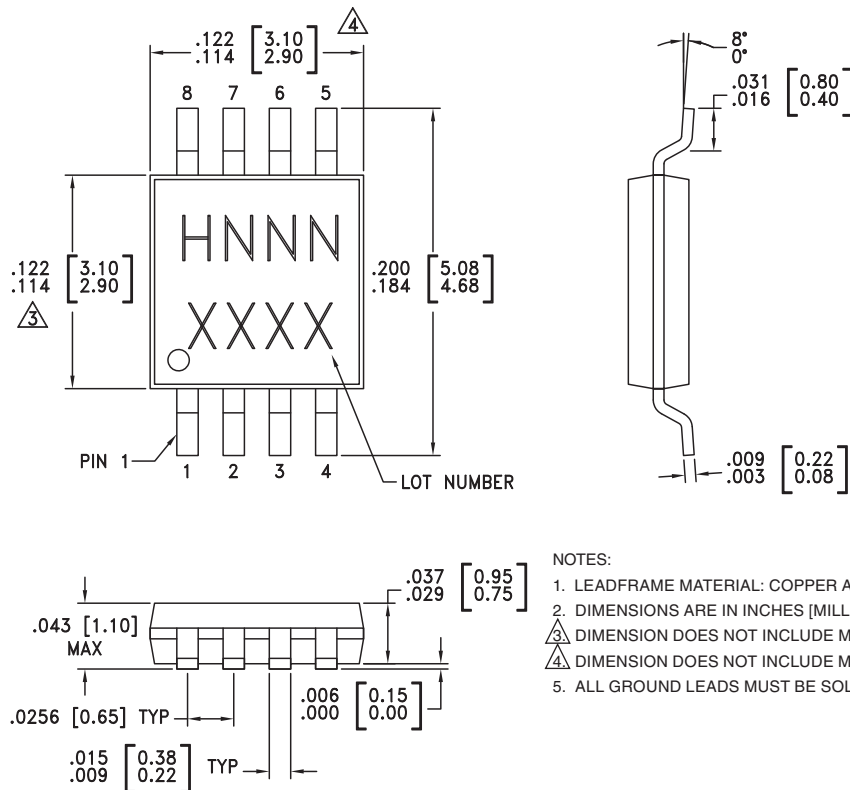 .122 [3.10]
.114 [2.90]
4
8 7 6 5
HNNN
XXXX
.122 [3.10]
.114 [2.90]
3
.200 [5.08]
.184 [4.68]
PIN 1
1 2 3 4
LOT NUMBER
8°
0°
.031 [0.80]
.016 [0.40]
.009 [0.22]
.003 [0.08]
.043 [1.10]
MAX
.037 [0.95]
.029 [0.75]
.0256 [0.65] TYP
.006 [0.15]
.000 [0.00]
.015 [0.38]
.009 [0.22]
TYP
NOTES:
1. LEADFRAME MATERIAL: COPPER A
2. DIMENSIONS ARE IN INCHES [MILL
3. DIMENSION DOES NOT INCLUDE M
4. DIMENSION DOES NOT INCLUDE M
5. ALL GROUND LEADS MUST BE SOL